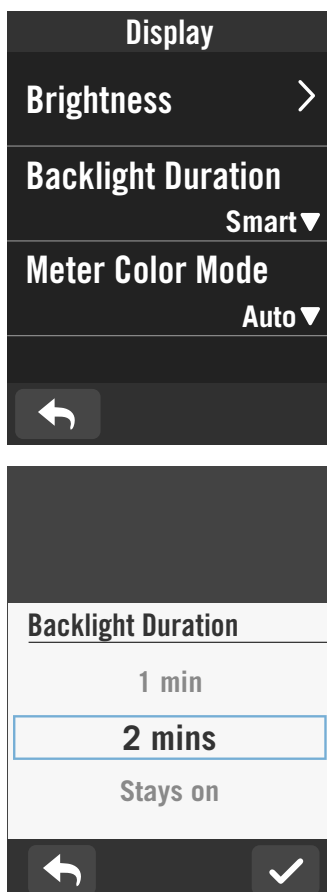 Display
Brightness
Backlight Duration
Smart
Meter Color Mode
Auto
Backlight Duration
1 min
2 mins
Stays on